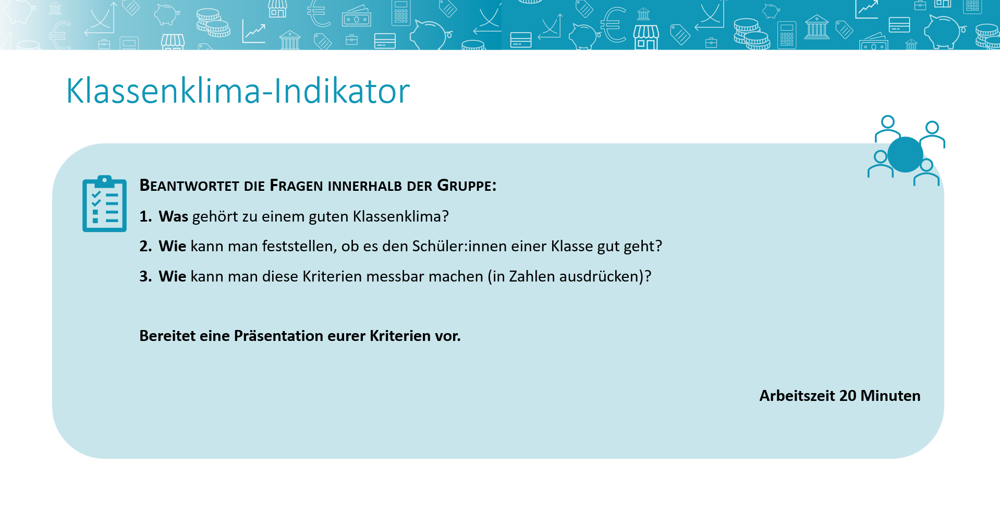 Klassenklima-Indikator
Beantwortet die Fragen innerhalb der Gruppe:
1. Was gehört zu einem guten Klassenklima?
2. Wie kann man feststellen, ob es den Schüler:innen einer Klasse gut geht?
3. Wie kann man diese Kriterien messbar machen (in Zahlen ausdrücken)?
Bereitet eine Präsentation eurer Kriterien vor.
Arbeitszeit 20 Minuten